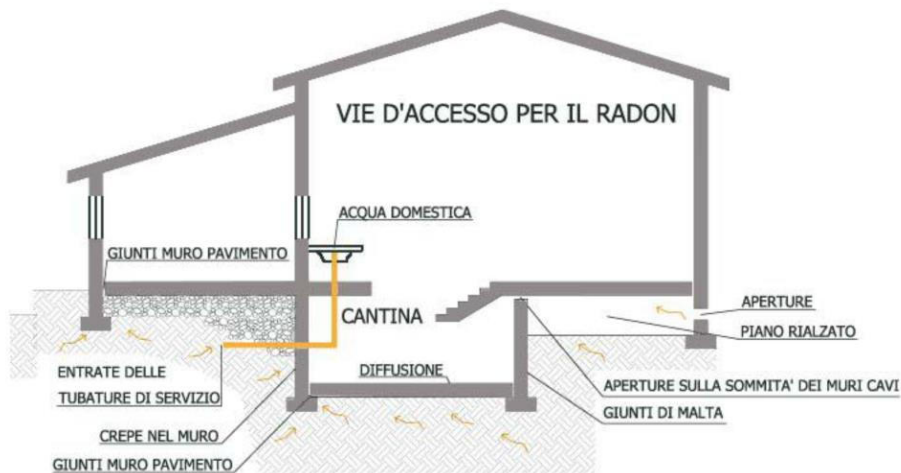 VIE D'ACCESSO PER IL RADON
ACQUA DOMESTICA
GIUNTI MURO PAVIMENTO
CANTINA
APERTURE
PIANO RIALZATO
ENTRATE DELLE
TUBATURE DI SERVIZIO
DIFFUSIONE
APERTURE SULLA SOMMITA' DEI MURI CAVI
GIUNTI DI MALTA
CREPE NEL MURO
GIUNTI MURO PAVIMENTO